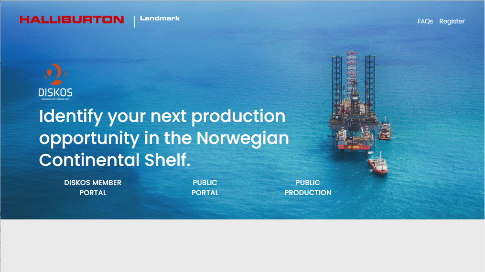 HALLIBURTON
Landmark
FAQs Register
DISKOS
Identify your next production
opportunity in the Norwegian
Continental Shelf.
DISKOS MEMBER
PORTAL
PUBLIC
PORTAL
PUBLIC
PRODUCTION